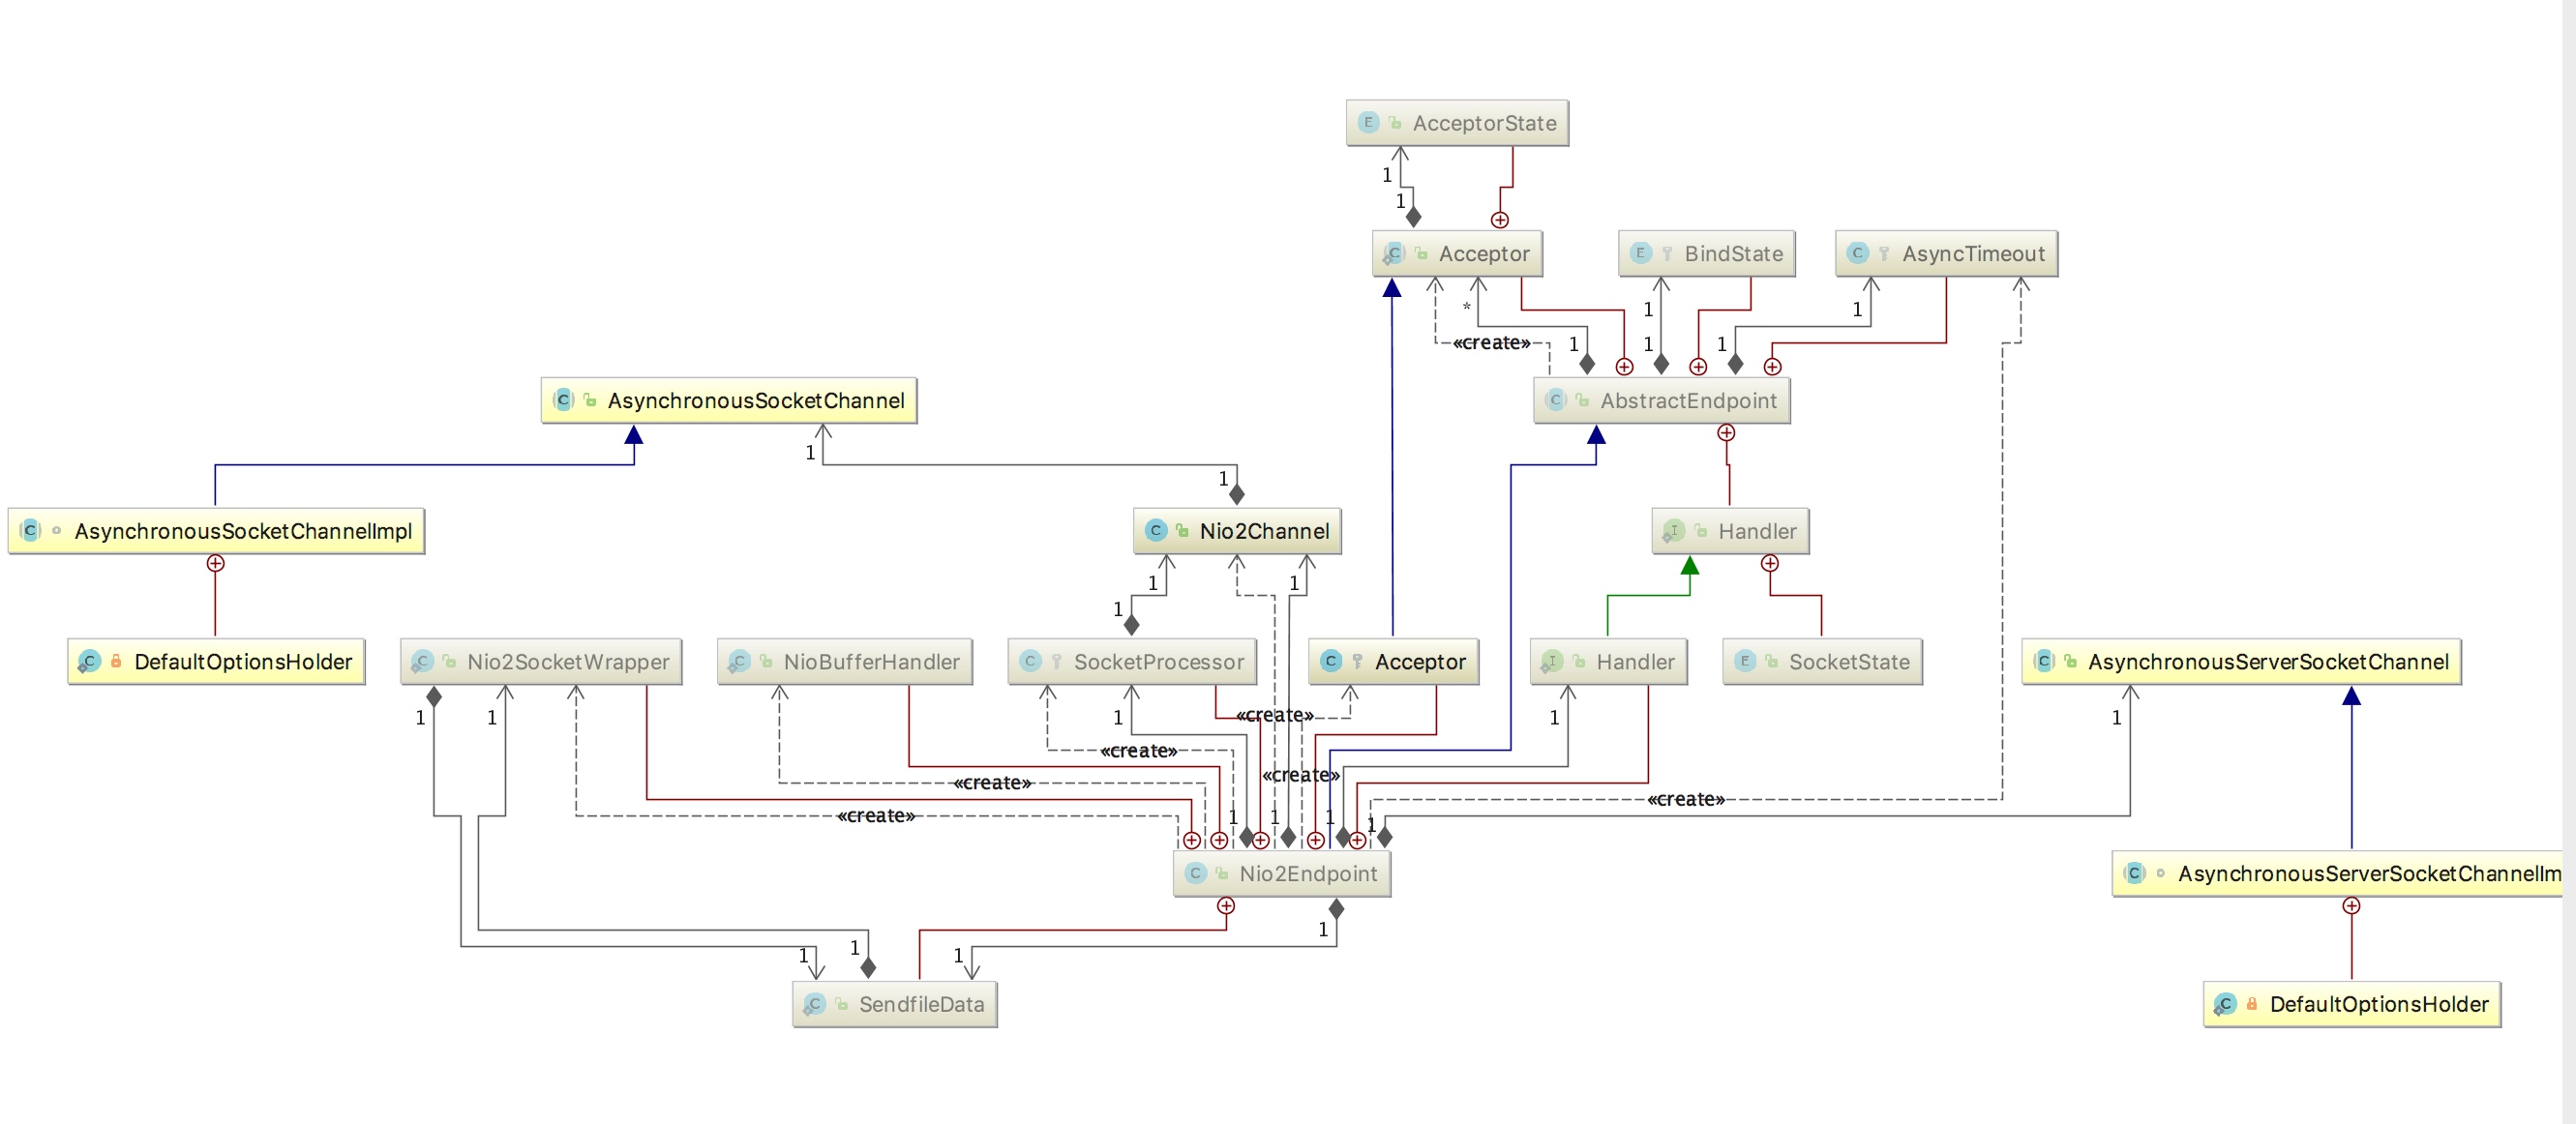 AcceptorState
1
1
Acceptor
BindState
AsyncTimeout
*
1
1
«create»
1
1
1
AsynchronousSocketChannel
AbstractEndpoint
1
1
AsynchronousSocketChannelImpl
Nio2Channel
Handler
1
1
1
DefaultOptionsHolder
Nio2SocketWrapper
NioBufferHandler
SocketProcessor
Acceptor
Handler
SocketState
AsynchronousServerSocketChannel
1
1
1
«create»
1
1
«create»
«create»
«create»
«create»
«create»
1
1
1
1
Nio2Endpoint
AsynchronousServerSocketChannelIm
1
1
1
1
SendfileData
DefaultOptionsHolder